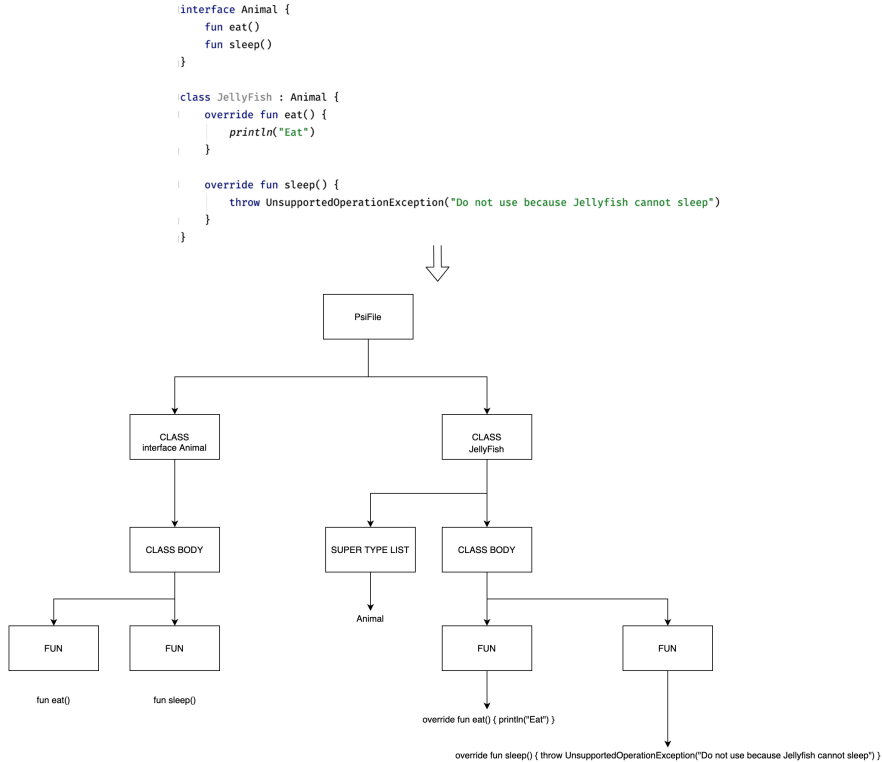 interface Animal {
    fun eat()
    fun sleep()
}
class JellyFish : Animal {
    override fun eat() {
        println("Eat")
    }
    override fun sleep() {
        throw UnsupportedOperationException("Do not use because Jellyfish cannot sleep")
    }
}
PsiFile
CLASS
interface Animal
CLASS
JellyFish
CLASS BODY
SUPER TYPE LIST
CLASS BODY
Animal
FUN
FUN
FUN
FUN
fun eat()
fun sleep()
override fun eat() { println("Eat") }
override fun sleep() { throw UnsupportedOperationException("Do not use because Jellyfish cannot sleep") }